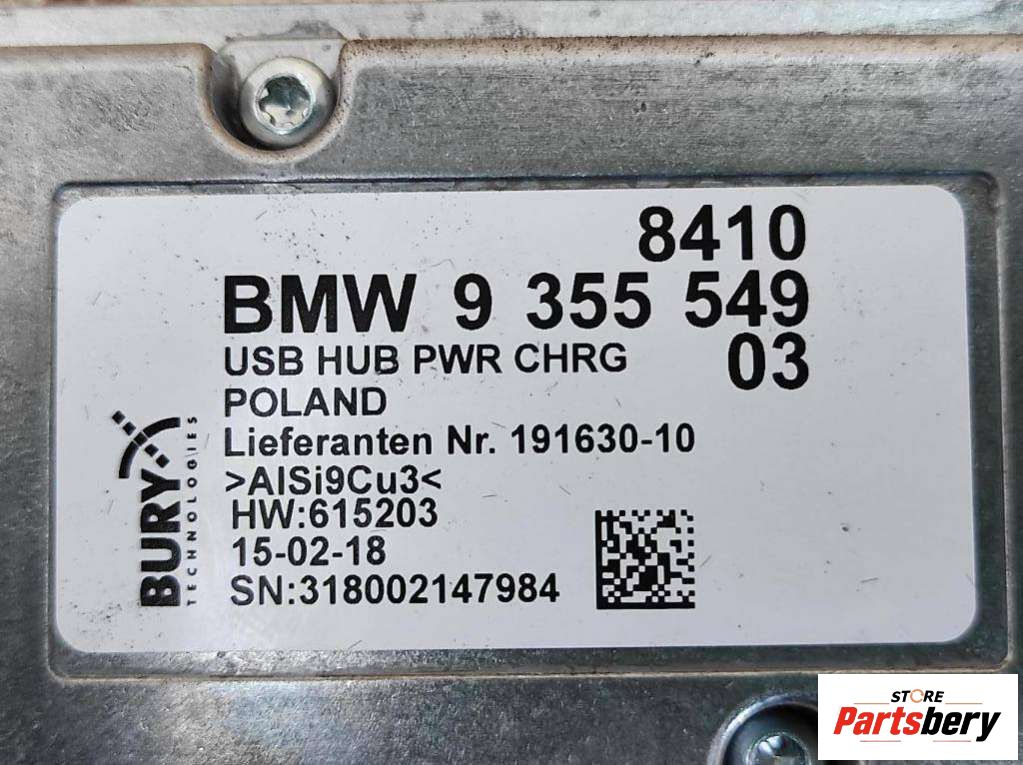 8410
BMW 9 355 549
USB HUB PWR CHRG 03
POLAND
Lieferanten Nr. 191630-10
>AlSi9Cu3<
HW:615203
15-02-18
SN:318002147984
BURY
TECHNOLOGIES
STORE
Partsbery